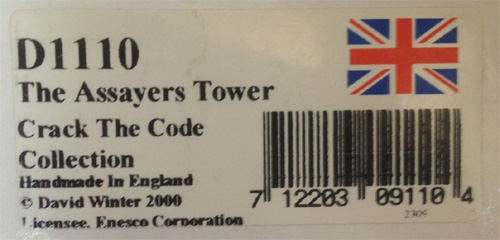 D1110
The Assayers Tower
Crack The Code
Collection
Handmade In England
© David Winter 2000
Licensee. Enesco Corporation
7 12203 09110 4
2309